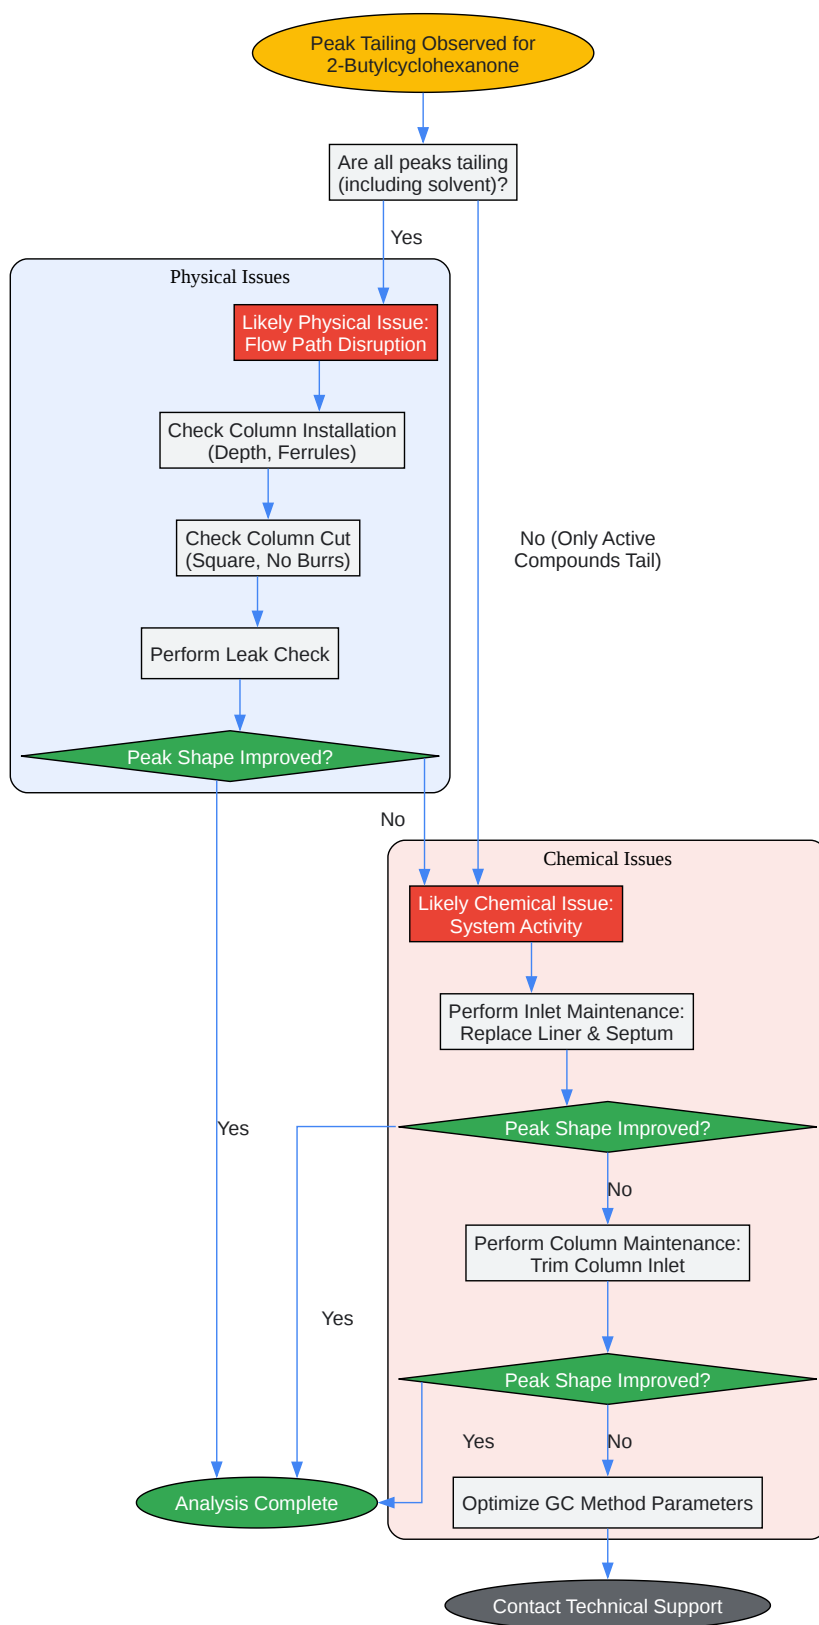 Peak Tailing Observed for
2-Butylcyclohexanone
Are all peaks tailing
(including solvent)?
Yes
Physical Issues
Likely Physical Issue:
Flow Path Disruption
Check Column Installation
(Depth, Ferrules)
Check Column Cut
(Square, No Burrs)
No (Only Active
Compounds Tail)
Perform Leak Check
Peak Shape Improved?
No
Chemical Issues
Likely Chemical Issue:
System Activity
Perform Inlet Maintenance:
Replace Liner & Septum
Yes
Peak Shape Improved?
No
Perform Column Maintenance:
Trim Column Inlet
Yes
Peak Shape Improved?
Yes
No
Analysis Complete
Optimize GC Method Parameters
Contact Technical Support